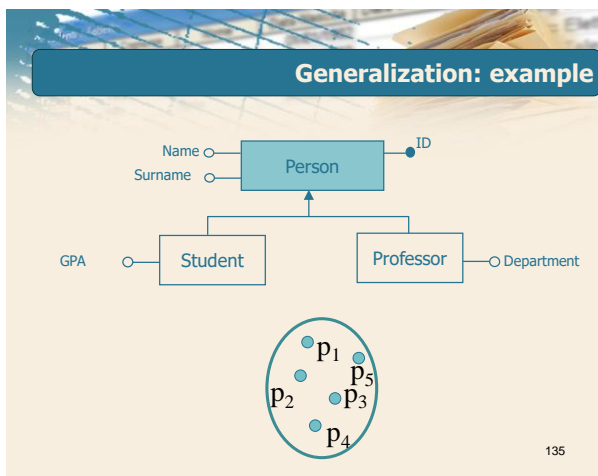 Generalization: example
Name
ID
Surname
Person
GPA
Student
Professor
Department
p1
p5
p2
p3
p4
135